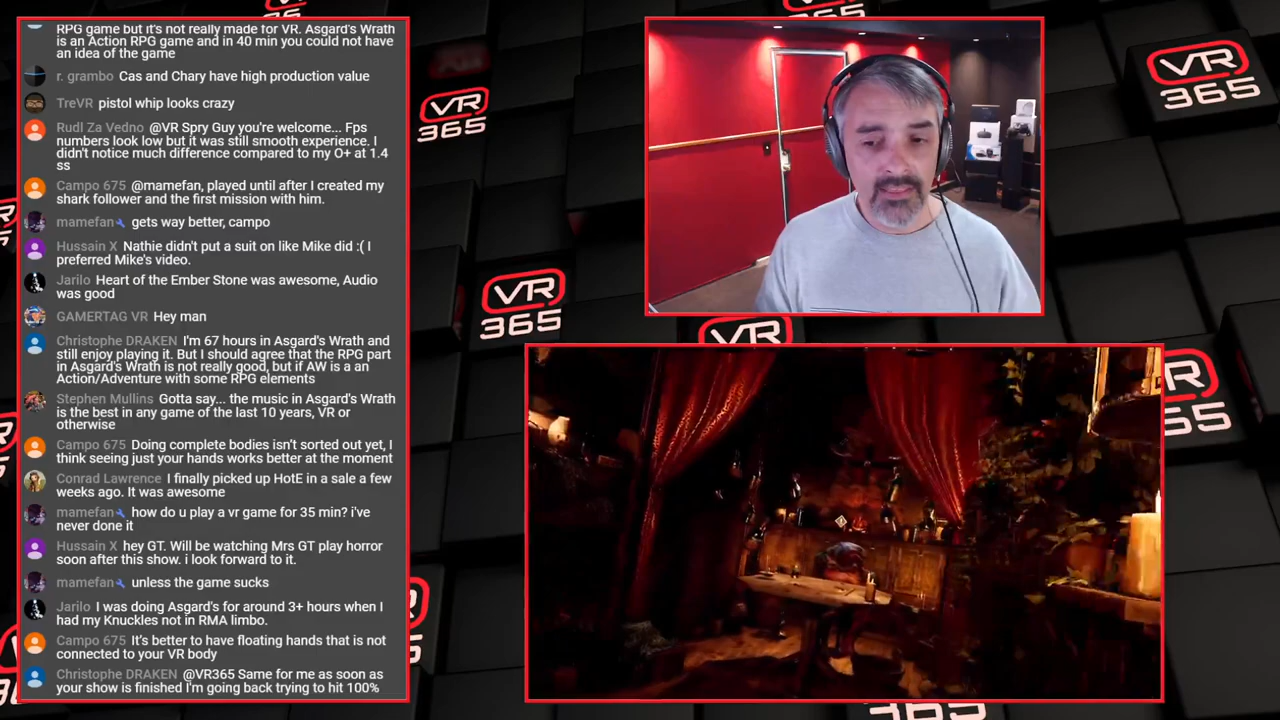 RPG game but it's not really made for VR. Asgard's Wrath
is an Action RPG game and in 40 min you could not have
an idea of the game
r. grambo Cas and Chary have high production value
TreVR pistol whip looks crazy
Rudl Za Vedno @VR Spry Guy you're welcome... Fps
numbers look low but it was still smooth experience. I
didn't notice much difference compared to my O+ at 1.4
ss
Campo 675 @mamefan, played until after I created my
shark follower and the first mission with him.
mamefan gets way better, campo
Hussain X Nathie didn't put a suit on like Mike did :( I
preferred Mike's video.
Jarilo Heart of the Ember Stone was awesome, Audio
was good
GAMERTAG VR Hey man
Christophe DRAKEN I'm 67 hours in Asgard's Wrath and
still enjoy playing it. But I should agree that the RPG part
in Asgard's Wrath is not really good, but if AW is a an
Action/Adventure with some RPG elements
Stephen Mullins Gotta say... the music in Asgard's Wrath
is the best in any game of the last 10 years, VR or
otherwise
Campo 675 Doing complete bodies isn't sorted out yet, I
think seeing just your hands works better at the moment
Conrad Lawrence I finally picked up HotE in a sale a few
weeks ago. It was awesome
mamefan how do u play a vr game for 35 min? i've
never done it
Hussain X hey GT. Will be watching Mrs GT play horror
soon after this show. i look forward to it.
mamefan unless the game sucks
Jarilo I was doing Asgard's for around 3+ hours when I
had my Knuckles not in RMA limbo.
Campo 675 It's better to have floating hands that is not
connected to your VR body
Christophe DRAKEN @VR365 Same for me as soon as
your show is finished I'm going back trying to hit 100%
VR
365
VR
365
VR
365
VR
R
65
365